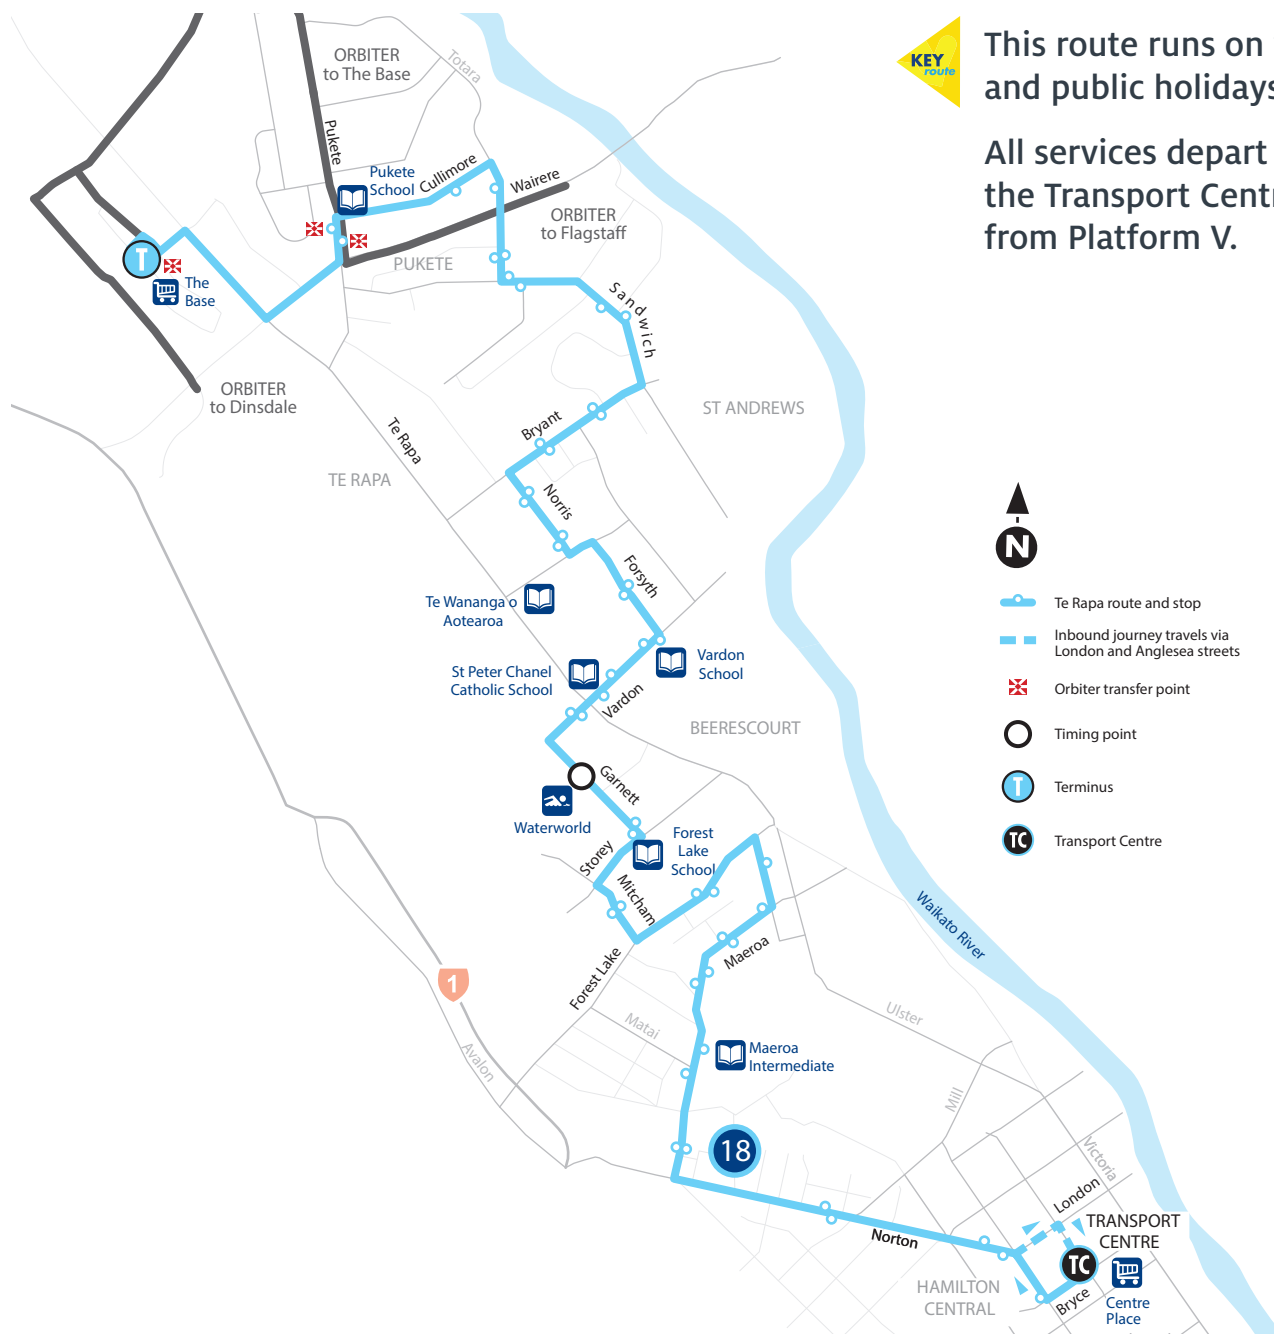 KEY
route
This route runs on
and public holidays
All services depart
the Transport Centr
from Platform V.
ORBITER
to The Base
Totara
Pukete
Pukete
School
Cullimore
Wairere
ORBITER
to Flagstaff
PUKETE
T
The
Base
Sandwich
ORBITER
to Dinsdale
ST ANDREWS
Bryant
Te Rapa
TE RAPA
Norris
Forsyth
Te Wananga o
Aotearoa
St Peter Chanel
Catholic School
Vardon
School
Vardon
BEERESCOURT
Garnett
Waterworld
Storey
Forest
Lake
School
Mitcham
Maeroa
Forest Lake
Matai
1
Avalon
Maeroa
Intermediate
Waikato River
Ulster
Mill
Victoria
18
London
Norton
TRANSPORT
CENTRE
TC
HAMILTON
CENTRAL
Bryce
Centre
Place
N
Te Rapa route and stop
Inbound journey travels via
London and Anglesea streets
Orbiter transfer point
Timing point
T
Terminus
TC
Transport Centre